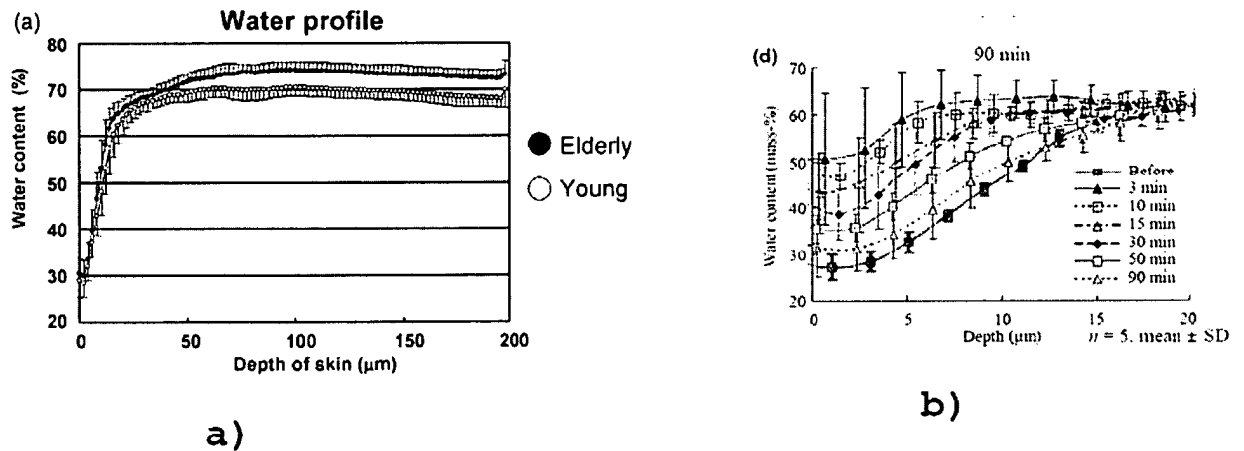 (a)
Water profile
Water content (%)
80
70
60
50
40
30
20
0
50
100
150
200
Depth of skin (µm)
Elderly
Young
a)
(d)
90 min
Water content (mass-%)
70
60
50
40
30
20
0
5
10
15
20
Depth (µm)
n = 5, mean ± SD
Before
3 min
10 min
15 min
30 min
50 min
90 min
b)